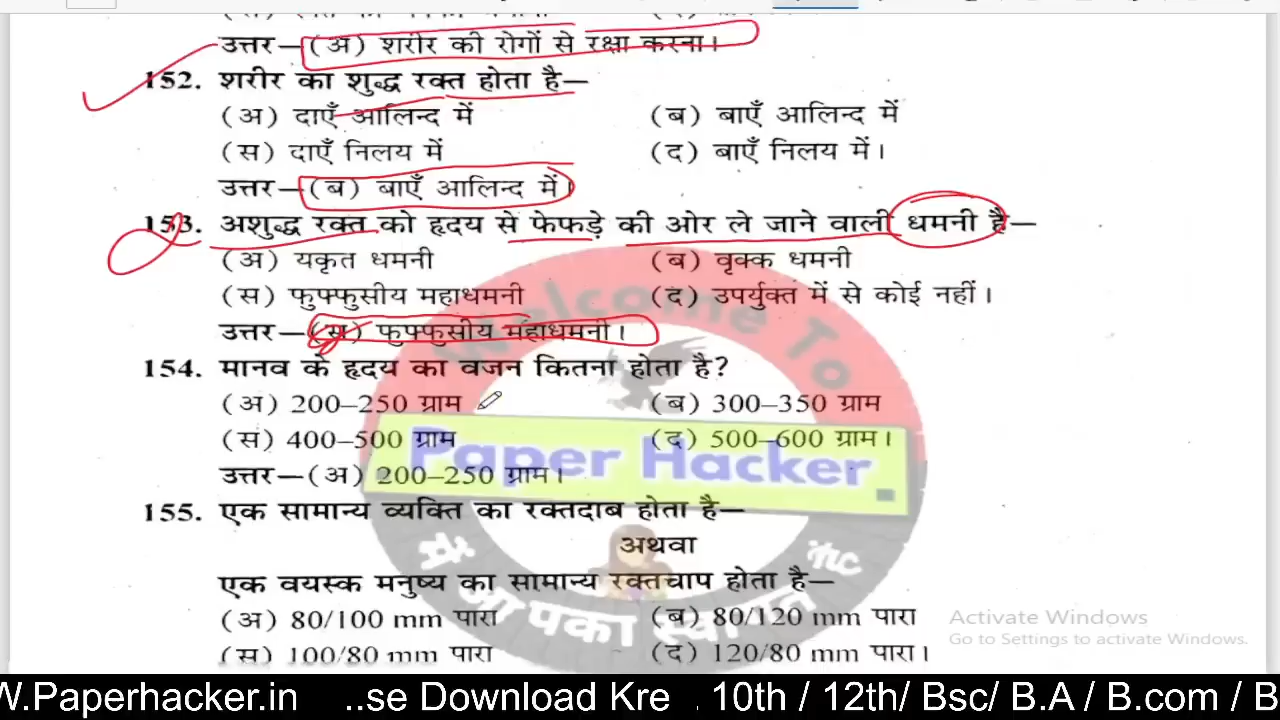 उत्तर—(अ) शरीर की रोगों से रक्षा करना।
152. शरीर का शुद्ध रक्त होता है—
(अ) दाएँ आलिन्द में (ब) बाएँ आलिन्द में
(स) दाएँ निलय में (द) बाएँ निलय में।
उत्तर—(ब) बाएँ आलिन्द में।
153. अशुद्ध रक्त को हृदय से फेफड़े की ओर ले जाने वाली धमनी है—
(अ) यकृत धमनी (ब) वृक्क धमनी
(स) फुफ्फुसीय महाधमनी (द) उपर्युक्त में से कोई नहीं।
उत्तर—(स) फुफ्फुसीय महाधमनी।
154. मानव के हृदय का वजन कितना होता है?
(अ) 200–250 ग्राम (ब) 300–350 ग्राम
(स) 400–500 ग्राम (द) 500–600 ग्राम।
Welcome To
Paper Hacker
उत्तर—(अ) 200–250 ग्राम।
155. एक सामान्य व्यक्ति का रक्तदाब होता है—
अथवा
एक वयस्क मनुष्य का सामान्य रक्तचाप होता है—
(अ) 80/100 mm पारा (ब) 80/120 mm पारा
(स) 100/80 mm पारा (द) 120/80 mm पारा।
में आपका स्वागत
Activate Windows
Go to Settings to activate Windows.
W.Paperhacker.in ..se Download Kre . 10th / 12th/ Bsc/ B.A / B.com / B